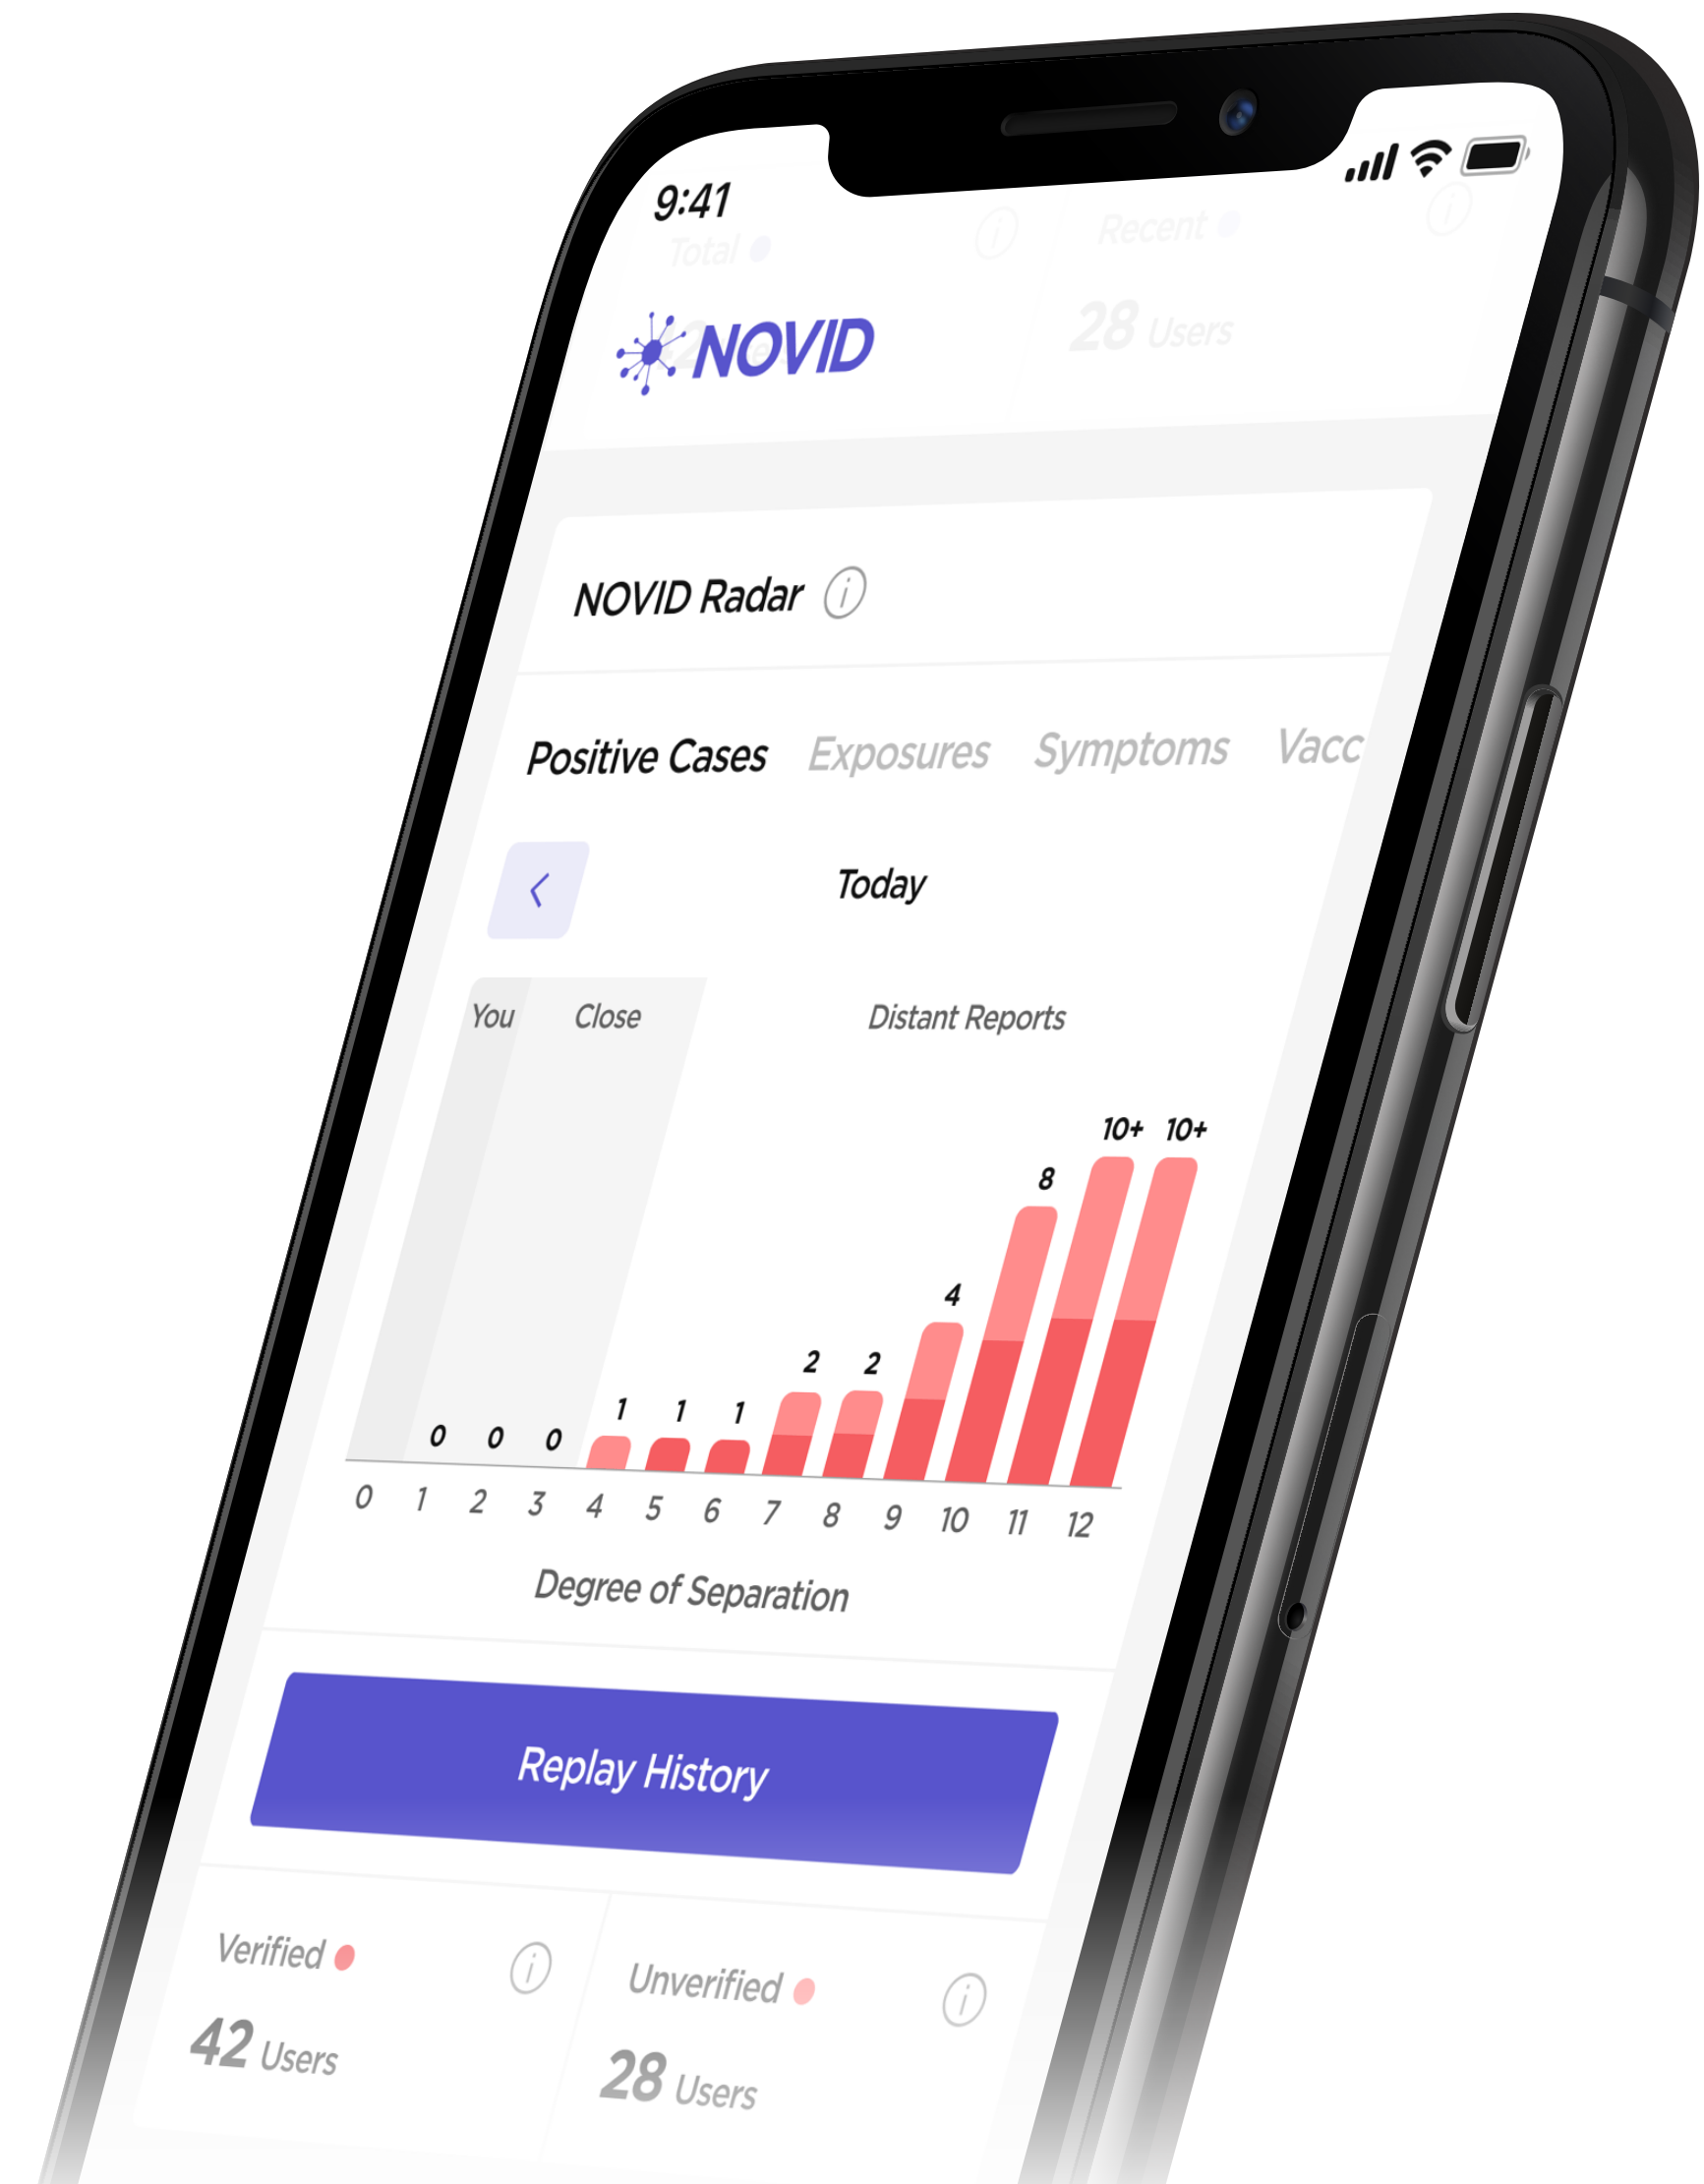 9:41
Total
Recent
NOVID
28 Users
NOVID Radar
Positive Cases Exposures Symptoms Vacc
Today
You Close Distant Reports
0 0 0 1 1 1 2 2 4 8 10+ 10+
0 1 2 3 4 5 6 7 8 9 10 11 12
Degree of Separation
Replay History
Verified
Unverified
42 Users
28 Users